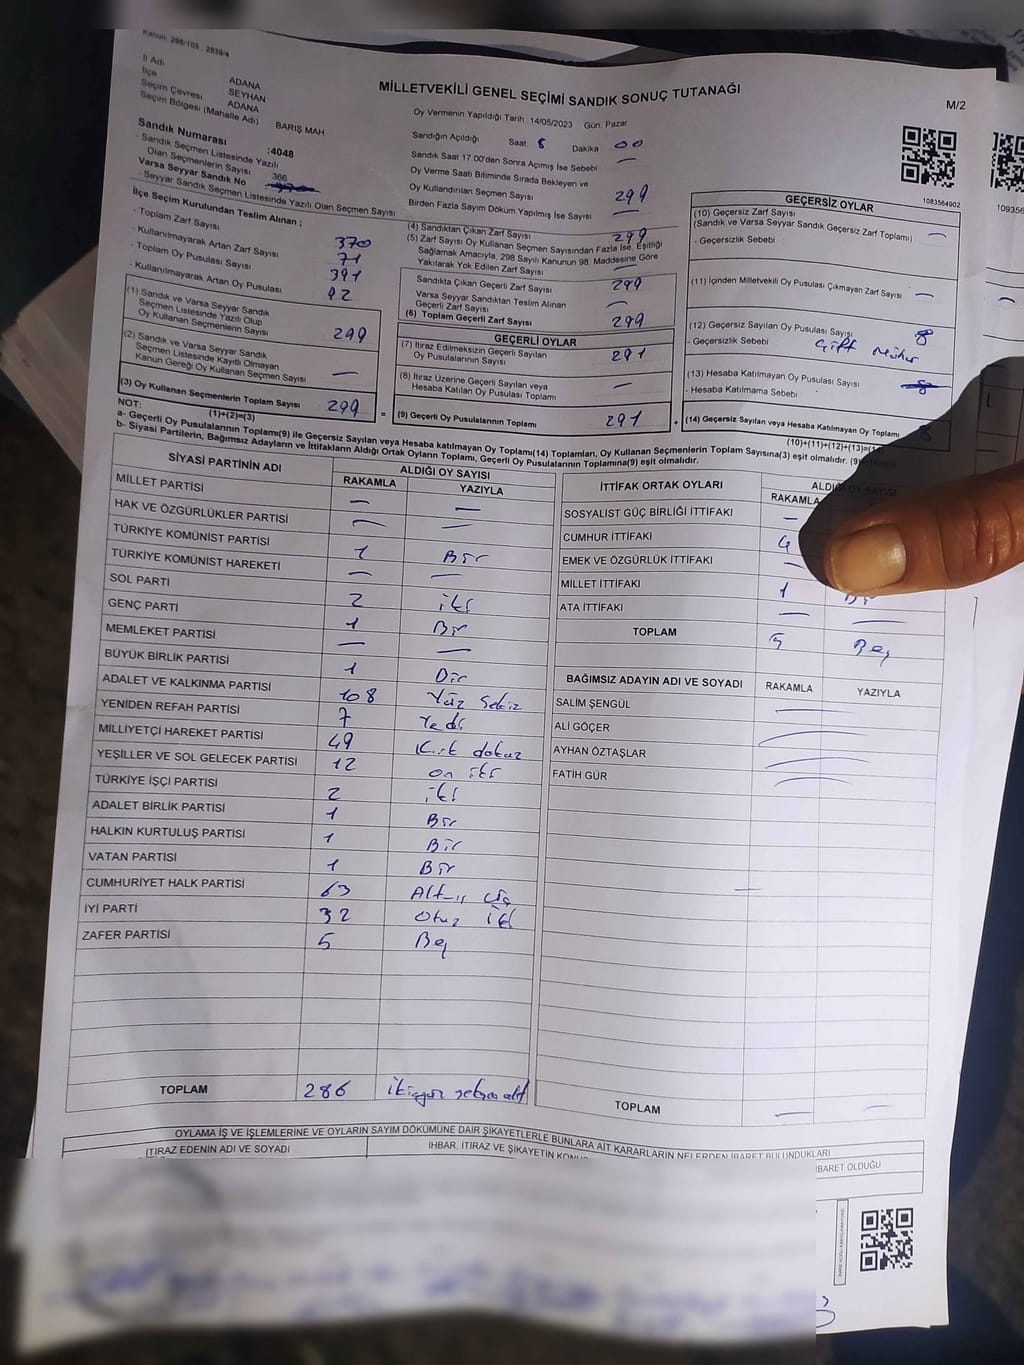 Kanun: 298/105 : 2839/4
MİLLETVEKİLİ GENEL SEÇİMİ SANDIK SONUÇ TUTANAĞI
M/2
İl Adı ADANA
İlçe SEYHAN
Seçim Çevresi ADANA
Seçim Bölgesi (Mahalle Adı) BARIŞ MAH
Sandık Numarası :4048
- Sandık Seçmen Listesinde Yazılı
Olan Seçmenlerin Sayısı 366
Varsa Seyyar Sandık No
- Seyyar Sandık Seçmen Listesinde Yazılı Olan Seçmen Sayısı
İlçe Seçim Kurulundan Teslim Alınan ;
- Toplam Zarf Sayısı 370
- Kullanılmayarak Artan Zarf Sayısı 71
- Toplam Oy Pusulası Sayısı 391
- Kullanılmayarak Artan Oy Pusulası 92
(1) Sandık ve Varsa Seyyar Sandık
Seçmen Listesinde Yazılı Olup
Oy Kullanan Seçmenlerin Sayısı 299
(2) Sandık ve Varsa Seyyar Sandık
Seçmen Listesinde Kayıtlı Olmayan
Kanun Gereği Oy Kullanan Seçmen Sayısı —
(3) Oy Kullanan Seçmenlerin Toplam Sayısı 299
(1)+(2)=(3)
Oy Vermenin Yapıldığı Tarih :14/05/2023 Gün: Pazar
Sandığın Açıldığı Saat 8 Dakika 00
Sandık Saat 17:00'den Sonra Açımış İse Sebebi —
Oy Verme Saati Bitiminde Sırada Bekleyen ve
Oy Kullandırılan Seçmen Sayısı 299
Birden Fazla Sayım Döküm Yapılmış İse Sayısı —
(4) Sandıktan Çıkan Zarf Sayısı 299
(5) Zarf Sayısı Oy Kullanan Seçmen Sayısından Fazla İse, Eşitliği
Sağlamak Amacıyla, 298 Sayılı Kanunun 98. Maddesine Göre
Yakılarak Yok Edilen Zarf Sayısı —
Sandıkta Çıkan Geçerli Zarf Sayısı 299
Varsa Seyyar Sandıktan Teslim Alınan
Geçerli Zarf Sayısı —
(6) Toplam Geçerli Zarf Sayısı 299
GEÇERLİ OYLAR
(7) İtiraz Edilmeksizin Geçerli Sayılan
Oy Pusulalarının Sayısı 291
(8) İtiraz Üzerine Geçerli Sayılan veya
Hesaba Katılan Oy Pusulası Toplamı —
= (9) Geçerli Oy Pusulalarının Toplamı 291 +
1083564902
GEÇERSİZ OYLAR
(10) Geçersiz Zarf Sayısı
(Sandık ve Varsa Seyyar Sandık Geçersiz Zarf Toplamı) —
- Geçersizlik Sebebi
(11) İçinden Milletvekili Oy Pusulası Çıkmayan Zarf Sayısı —
(12) Geçersiz Sayılan Oy Pusulası Sayısı 8
- Geçersizlik Sebebi Çift Mühür
(13) Hesaba Katılmayan Oy Pusulası Sayısı
- Hesaba Katılmama Sebebi
(14) Geçersiz Sayılan veya Hesaba Katılmayan Oy Toplamı 8
(10)+(11)+(12)+(13)=(14
NOT:
a- Geçerli Oy Pusulalarının Toplamı(9) ile Geçersiz Sayılan veya Hesaba katılmayan Oy Toplamı(14) Toplamları, Oy Kullanan Seçmenlerin Toplam Sayısına(3) eşit olmalıdır.
b- Siyasi Partilerin, Bağımsız Adayların ve İttifakların Aldığı Ortak Oyların Toplamı, Geçerli Oy Pusulalarının Toplamına(9) eşit olmalıdır.
SİYASİ PARTİNİN ADI ALDIĞI OY SAYISI
RAKAMLA YAZIYLA
MİLLET PARTİSİ — —
HAK VE ÖZGÜRLÜKLER PARTİSİ — —
TÜRKİYE KOMÜNİST PARTİSİ 1 Bir
TÜRKİYE KOMÜNİST HAREKETİ — —
SOL PARTİ 2 iki
GENÇ PARTİ 1 Bir
MEMLEKET PARTİSİ — —
BÜYÜK BİRLİK PARTİSİ 1 Bir
ADALET VE KALKINMA PARTİSİ 108 Yüz Sekiz
YENİDEN REFAH PARTİSİ 7 Yedi
MİLLİYETÇİ HAREKET PARTİSİ 49 Kırk dokuz
YEŞİLLER VE SOL GELECEK PARTİSİ 12 on iki
TÜRKİYE İŞÇİ PARTİSİ 2 iki
ADALET BİRLİK PARTİSİ 1 Bir
HALKIN KURTULUŞ PARTİSİ 1 Bir
VATAN PARTİSİ 1 Bir
CUMHURİYET HALK PARTİSİ 63 Altmış üç
İYİ PARTİ 32 Otuz iki
ZAFER PARTİSİ 5 Beş
TOPLAM 286 ikiyüz seksen altı
İTTİFAK ORTAK OYLARI ALDIĞI OY SAYISI
RAKAMLA
SOSYALIST GÜÇ BİRLİĞİ İTTİFAKI —
CUMHUR İTTİFAKI 4
EMEK VE ÖZGÜRLÜK İTTİFAKI —
MİLLET İTTİFAKI 1 Bir
ATA İTTİFAKI — —
TOPLAM 5 Beş
BAĞIMSIZ ADAYIN ADI VE SOYADI RAKAMLA YAZIYLA
SALİM ŞENGÜL —
ALİ GÖÇER —
AYHAN ÖZTAŞLAR —
FATİH GÜR —
TOPLAM — —
OYLAMA İŞ VE İŞLEMLERİNE VE OYLARIN SAYIM DÖKÜMÜNE DAİR ŞİKAYETLERLE BUNLARA AİT KARARLARIN NELERDEN İBARET BULUNDUKLARI
İTİRAZ EDENİN ADI VE SOYADI İHBAR, İTİRAZ VE ŞİKAYETİN İBARET OLDUĞU